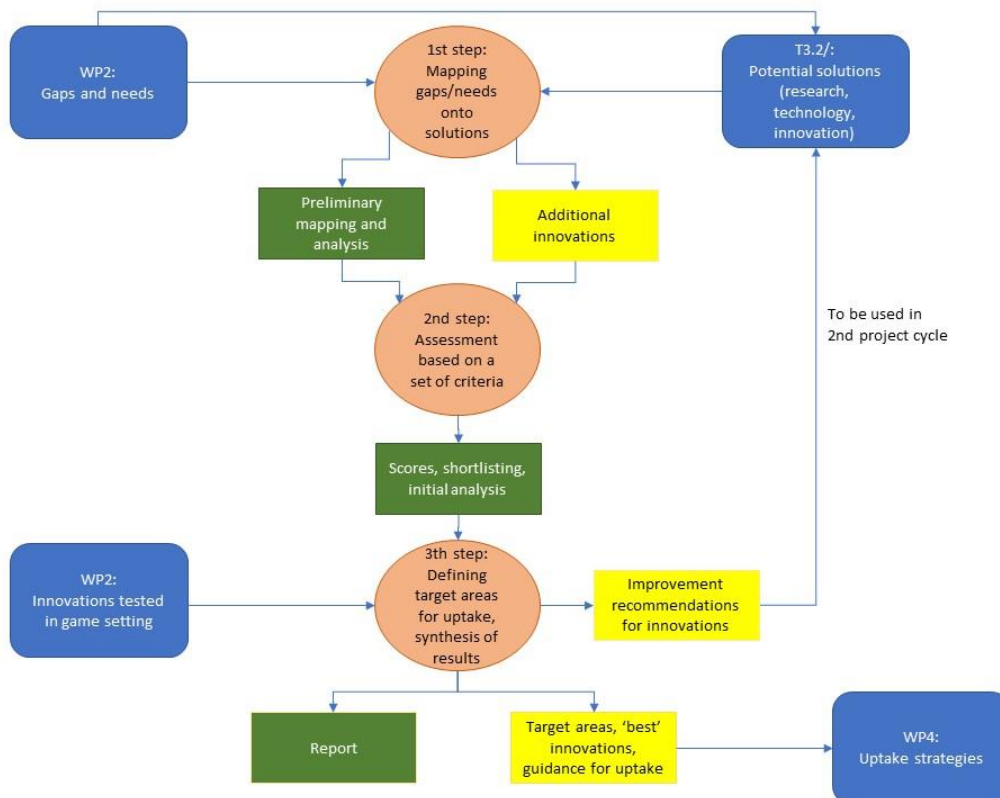 WP2:
Gaps and needs
1st step:
Mapping
gaps/needs
onto
solutions
T3.2/:
Potential solutions
(research,
technology,
innovation)
Preliminary
mapping and
analysis
Additional
innovations
2nd step:
Assessment
based on a
set of criteria
To be used in
2nd project cycle
Scores, shortlisting,
initial analysis
WP2:
Innovations tested
in game setting
3th step:
Defining
target areas
for uptake,
synthesis of
results
Improvement
recommendations
for innovations
Report
Target areas, ‘best’
innovations,
guidance for uptake
WP4:
Uptake strategies